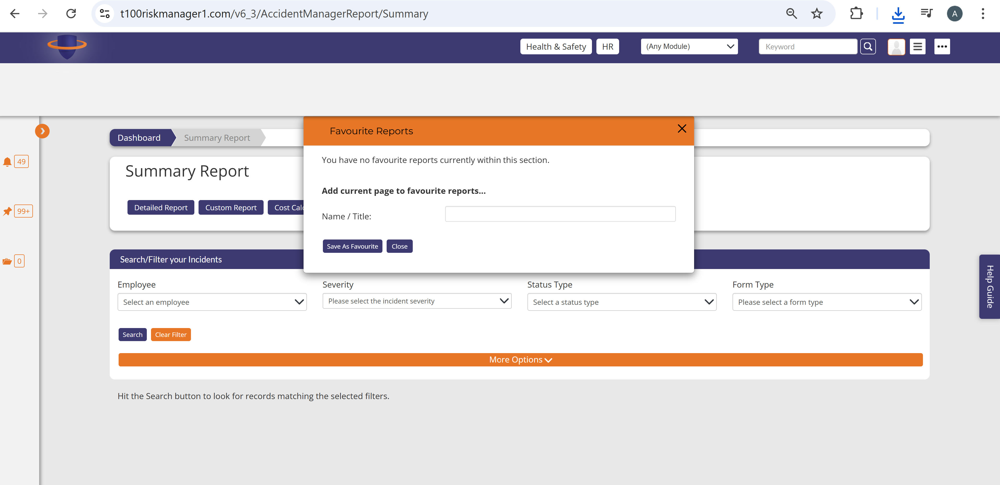 t100riskmanager1.com/v6_3/AccidentManagerReport/Summary
A
Health & Safety
HR
(Any Module)
Keyword
Dashboard
Summary Report
49
99+
0
Summary Report
Detailed Report
Custom Report
Cost Cal
Favourite Reports
You have no favourite reports currently within this section.
Add current page to favourite reports...
Name / Title:
Save As Favourite
Close
Search/Filter your Incidents
Employee
Select an employee
Severity
Please select the incident severity
Status Type
Select a status type
Form Type
Please select a form type
Search
Clear Filter
More Options
Hit the Search button to look for records matching the selected filters.
Help Guide